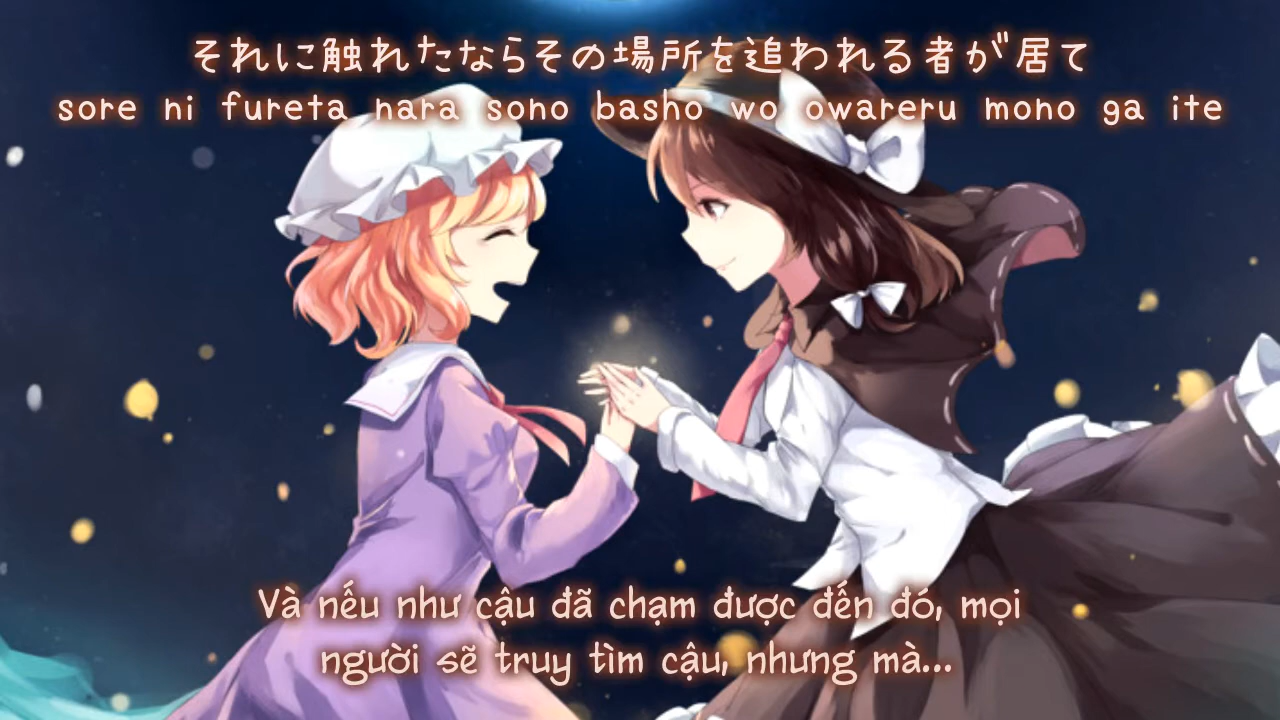 それに触れたならその場所を追われる者が居て
sore ni fureta nara sono basho wo owareru mono ga ite
Và nếu như cậu đã chạm được đến đó, mọi
người sẽ truy tìm cậu, nhưng mà...